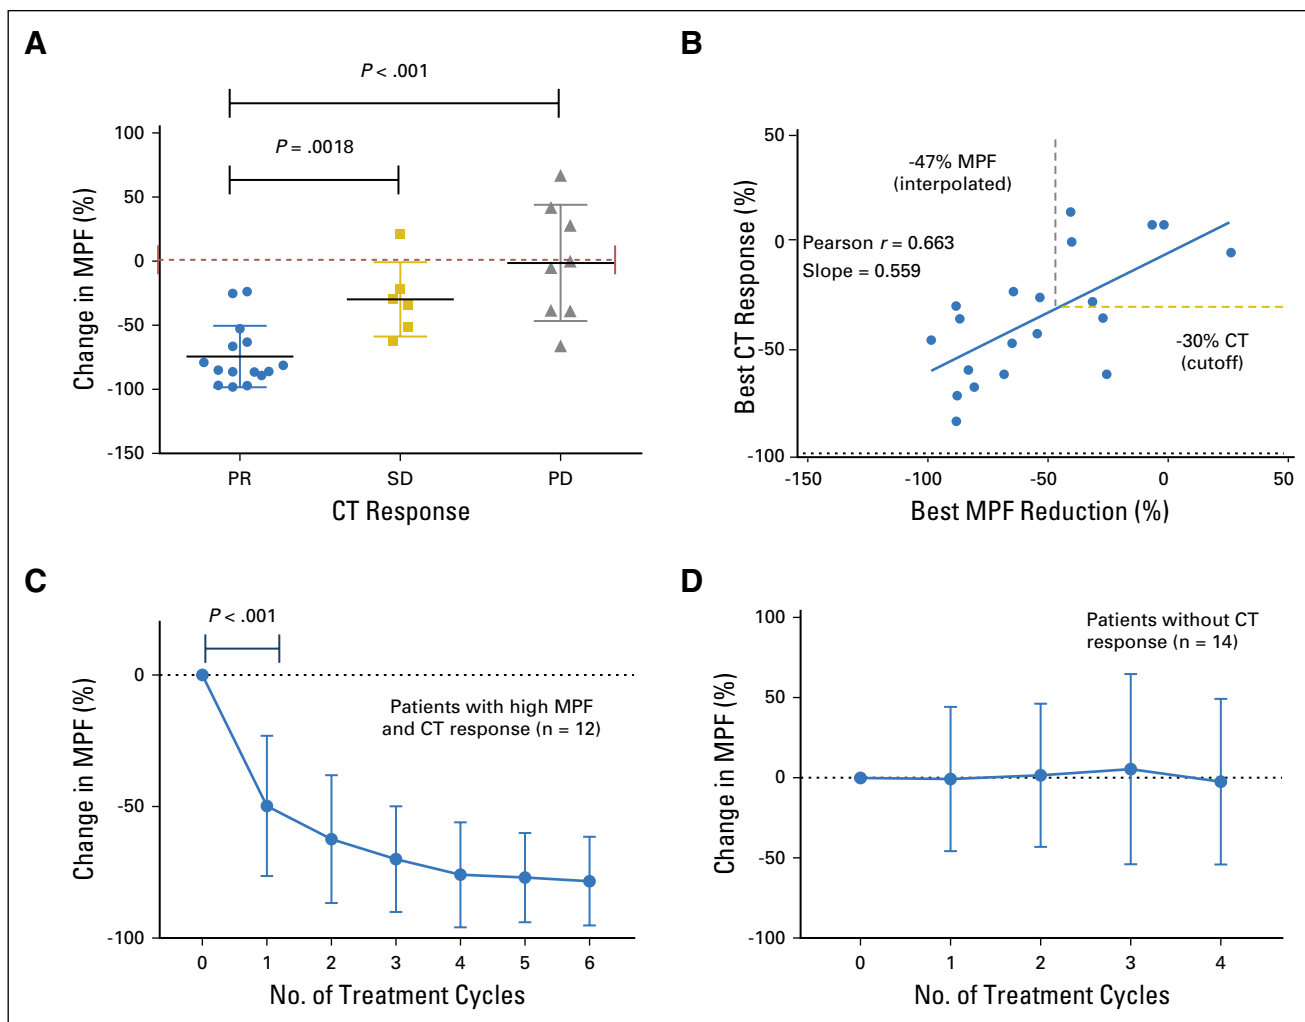 A
P < .001
P = .0018
100
50
0
-50
-100
-150
Change in MPF (%)
PR
SD
PD
CT Response
B
50
0
-50
-100
Best CT Response (%)
-47% MPF
(interpolated)
Pearson r = 0.663
Slope = 0.559
-30% CT
(cutoff)
-150
-100
-50
0
50
Best MPF Reduction (%)
C
P < .001
0
-50
-100
Change in MPF (%)
Patients with high MPF
and CT response (n = 12)
0
1
2
3
4
5
6
No. of Treatment Cycles
D
100
50
0
-50
-100
Change in MPF (%)
Patients without CT
response (n = 14)
0
1
2
3
4
No. of Treatment Cycles